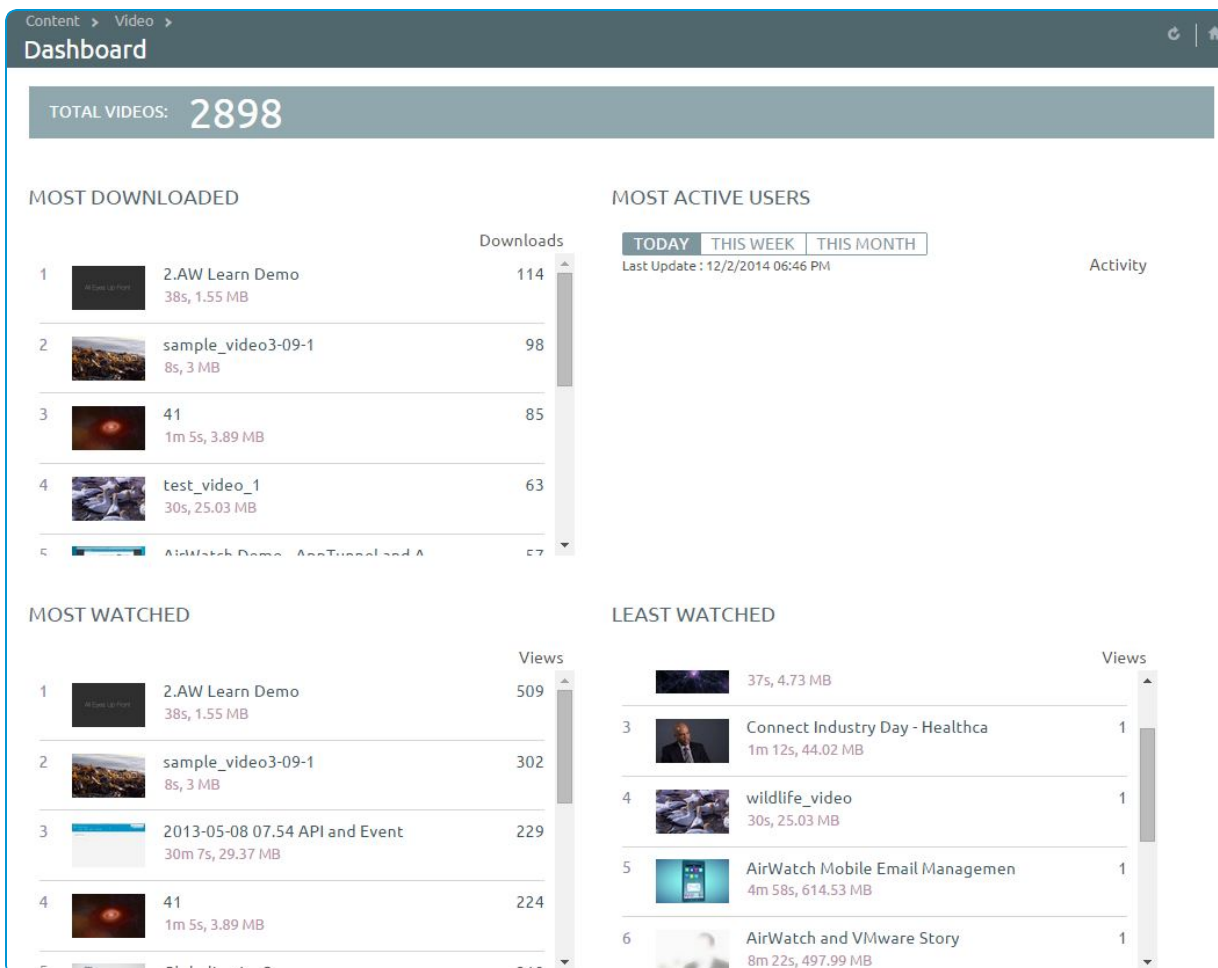 Content > Video >
Dashboard
TOTAL VIDEOS: 2898
MOST DOWNLOADED
Downloads
1 2.AW Learn Demo 114
38s, 1.55 MB
2 sample_video3-09-1 98
8s, 3 MB
3 41 85
1m 5s, 3.89 MB
4 test_video_1 63
30s, 25.03 MB
5 AirWatch Demo - AppTunnel and A 57
MOST ACTIVE USERS
TODAY THIS WEEK THIS MONTH
Last Update : 12/2/2014 06:46 PM
Activity
MOST WATCHED
Views
1 2.AW Learn Demo 509
38s, 1.55 MB
2 sample_video3-09-1 302
8s, 3 MB
3 2013-05-08 07.54 API and Event 229
30m 7s, 29.37 MB
4 41 224
1m 5s, 3.89 MB
LEAST WATCHED
Views
37s, 4.73 MB
3 Connect Industry Day - Healthca 1
1m 12s, 44.02 MB
4 wildlife_video 1
30s, 25.03 MB
5 AirWatch Mobile Email Managemen 1
4m 58s, 614.53 MB
6 AirWatch and VMware Story 1
8m 22s, 497.99 MB